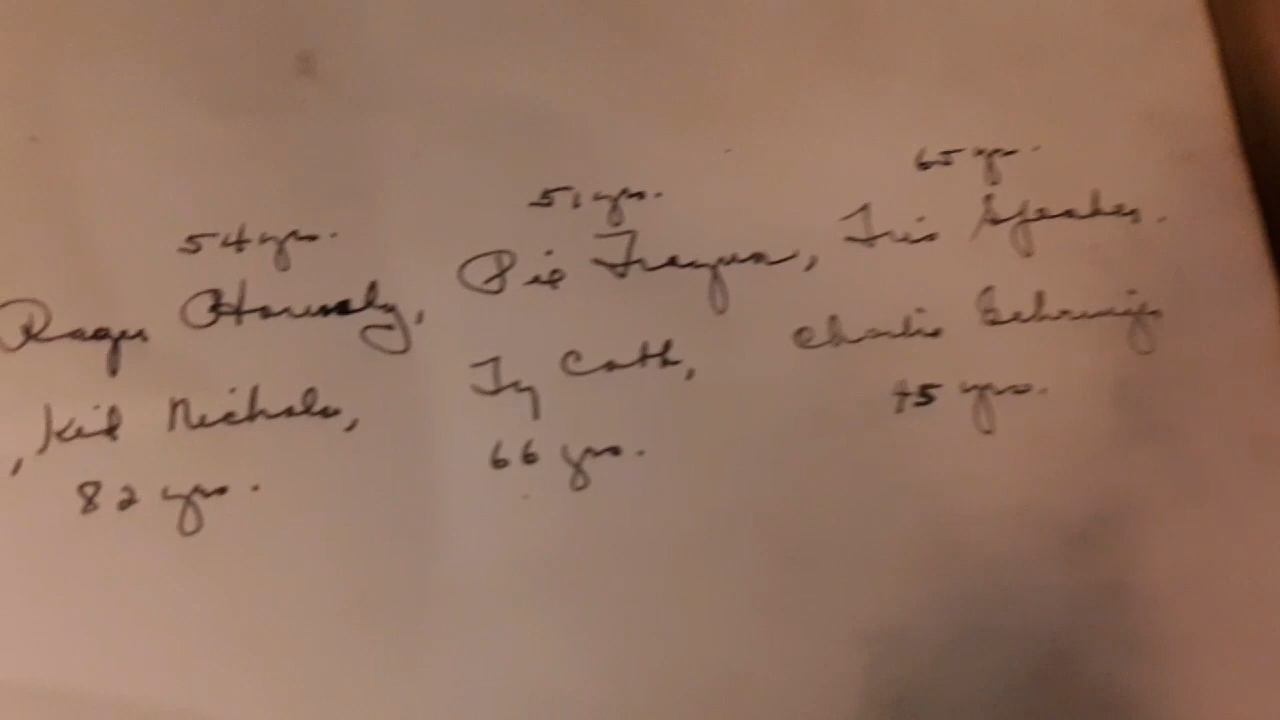 54 yrs. 51 yrs. 65 yrs.
Roger Hornsby, Pie Traynor, Tris Speaker.
, Kid Nichols, Ty Cobb, Charlie Gehringer
82 yrs. 66 yrs. 45 yrs.